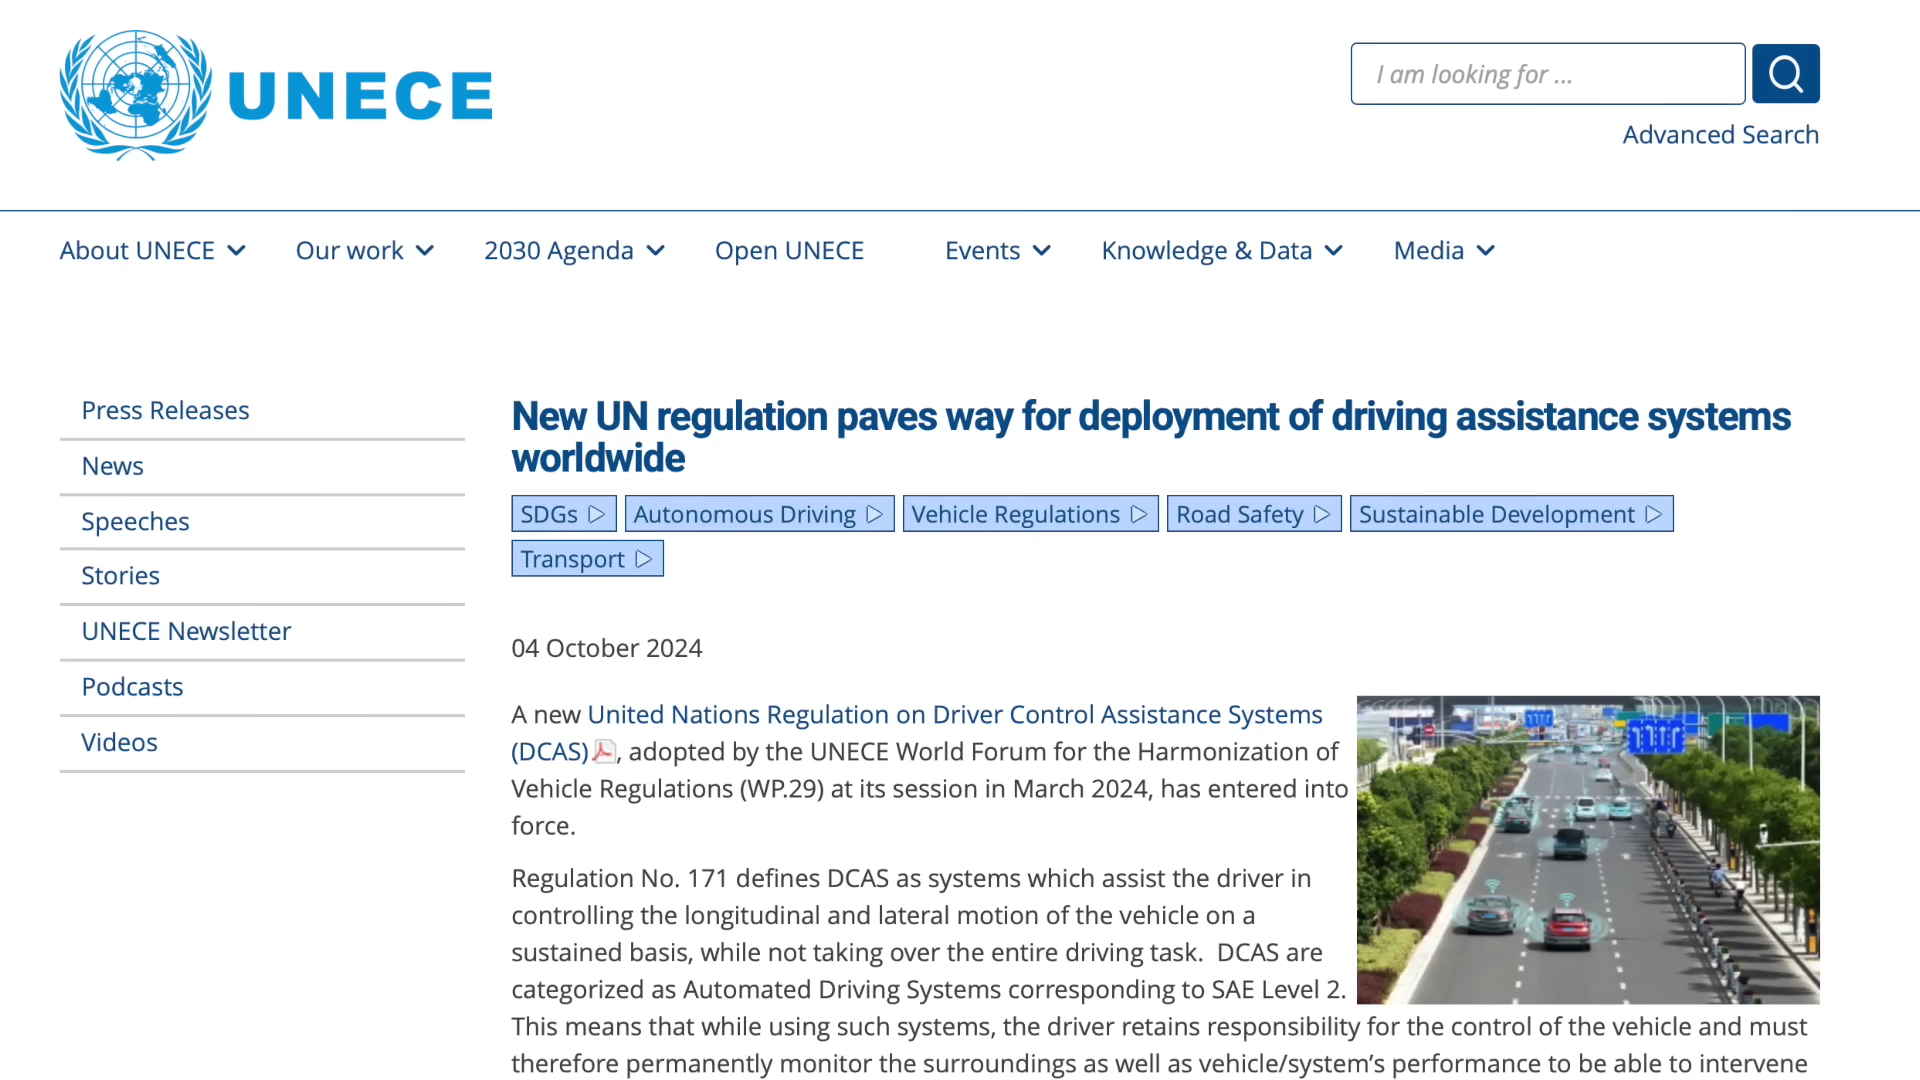 UNECE
I am looking for ...
Advanced Search
About UNECE
Our work
2030 Agenda
Open UNECE
Events
Knowledge & Data
Media
Press Releases
News
Speeches
Stories
UNECE Newsletter
Podcasts
Videos
New UN regulation paves way for deployment of driving assistance systems
worldwide
SDGs
Autonomous Driving
Vehicle Regulations
Road Safety
Sustainable Development
Transport
04 October 2024
A new United Nations Regulation on Driver Control Assistance Systems
(DCAS), adopted by the UNECE World Forum for the Harmonization of
Vehicle Regulations (WP.29) at its session in March 2024, has entered into
force.
Regulation No. 171 defines DCAS as systems which assist the driver in
controlling the longitudinal and lateral motion of the vehicle on a
sustained basis, while not taking over the entire driving task.  DCAS are
categorized as Automated Driving Systems corresponding to SAE Level 2.
This means that while using such systems, the driver retains responsibility for the control of the vehicle and must
therefore permanently monitor the surroundings as well as vehicle/system’s performance to be able to intervene